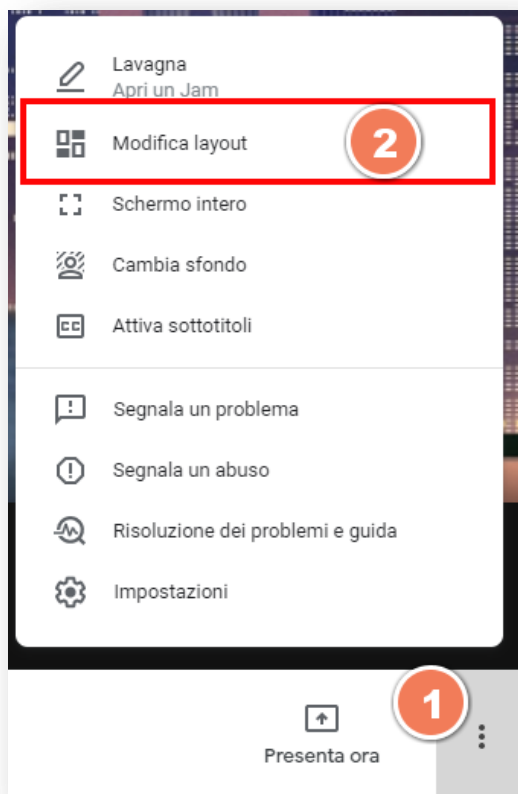 Lavagna
Apri un Jam
Modifica layout
2
Schermo intero
Cambia sfondo
CC
Attiva sottotitoli
Segnala un problema
Segnala un abuso
Risoluzione dei problemi e guida
Impostazioni
1
Presenta ora